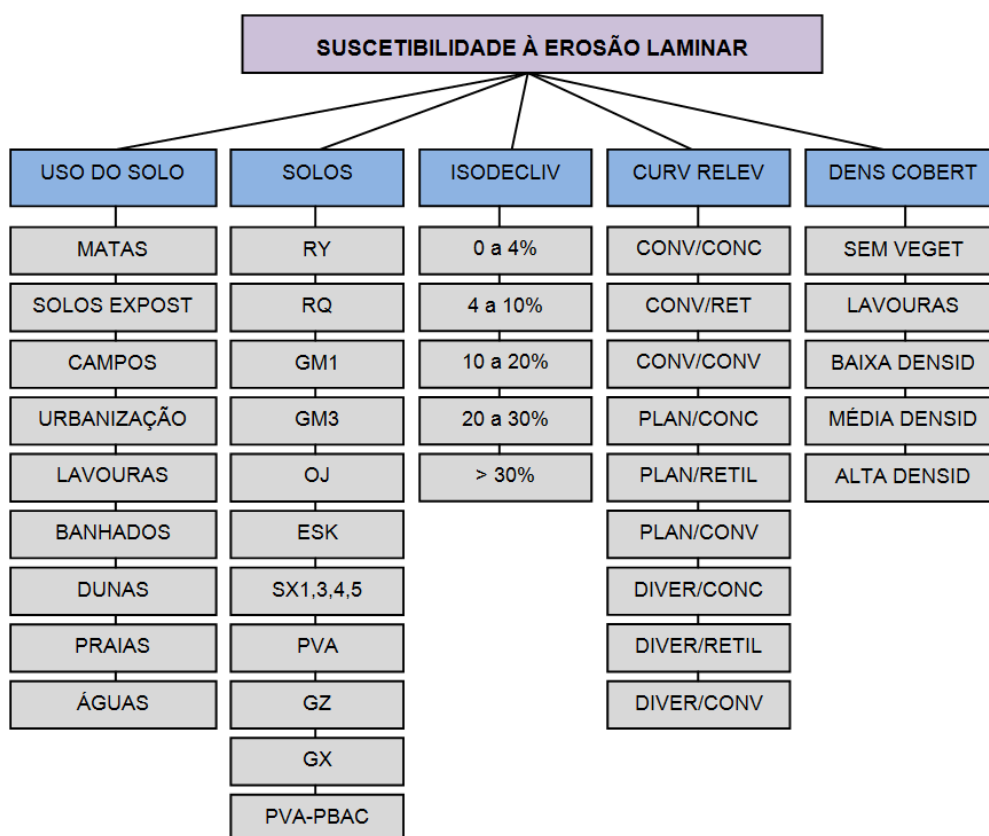 SUSCETIBILIDADE À EROSÃO LAMINAR
USO DO SOLO
MATAS
SOLOS EXPOST
CAMPOS
URBANIZAÇÃO
LAVOURAS
BANHADOS
DUNAS
PRAIAS
ÁGUAS
SOLOS
RY
RQ
GM1
GM3
OJ
ESK
SX1,3,4,5
PVA
GZ
GX
PVA-PBAC
ISODECLIV
0 a 4%
4 a 10%
10 a 20%
20 a 30%
> 30%
CURV RELEV
CONV/CONC
CONV/RET
CONV/CONV
PLAN/CONC
PLAN/RETIL
PLAN/CONV
DIVER/CONC
DIVER/RETIL
DIVER/CONV
DENS COBERT
SEM VEGET
LAVOURAS
BAIXA DENSID
MÉDIA DENSID
ALTA DENSID